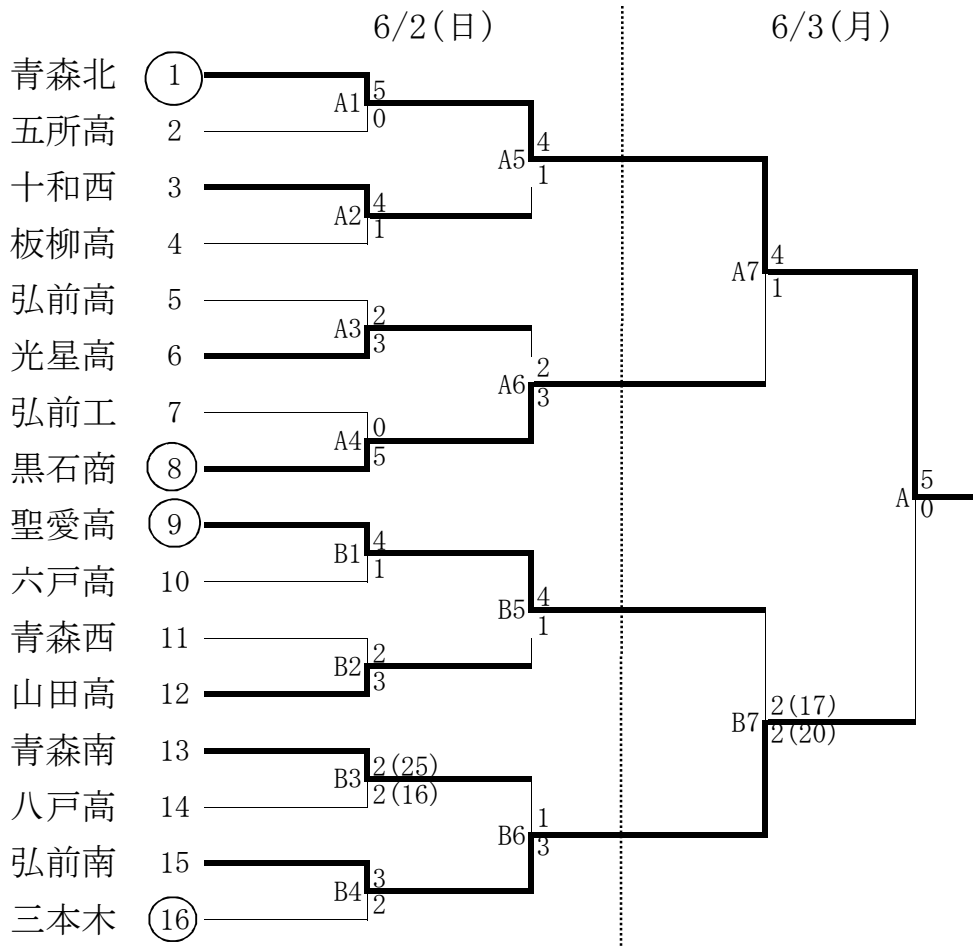 6/2(日) 6/3(月)
青森北 1
五所高 2
十和西 3
板柳高 4
弘前高 5
光星高 6
弘前工 7
黒石商 8
聖愛高 9
六戸高 10
青森西 11
山田高 12
青森南 13
八戸高 14
弘前南 15
三本木 16
A1 5 0
A2 4 1
A3 2 3
A4 0 5
B1 4 1
B2 2 3
B3 2(25) 2(16)
B4 3 2
A5 4 1
A6 2 3
B5 4 1
B6 1 3
A7 4 1
B7 2(17) 2(20)
A 5 0